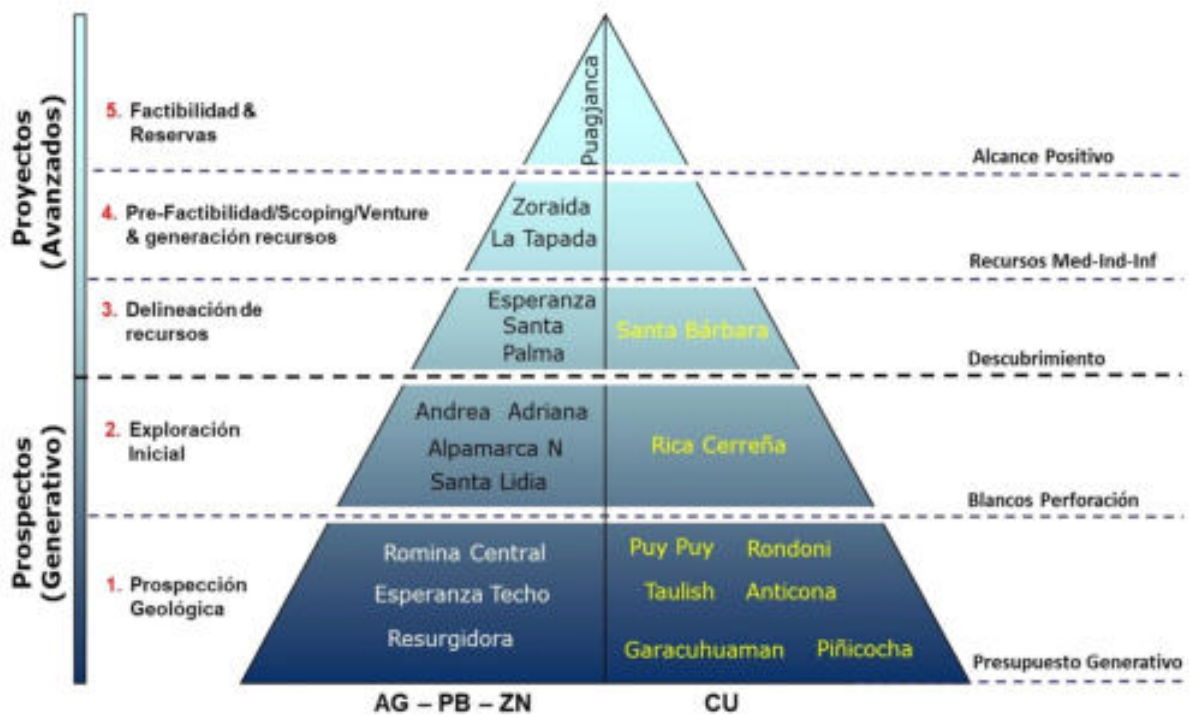 Proyectos
(Avanzados)
5. Factibilidad &
Reservas
Puagjanca
Alcance Positivo
4. Pre-Factibilidad/Scoping/Venture
& generación recursos
Zoraida
La Tapada
Recursos Med-Ind-Inf
3. Delineación de
recursos
Esperanza
Santa
Palma
Santa Bárbara
Descubrimiento
Prospectos
(Generativo)
2. Exploración
Inicial
Andrea Adriana
Alpamarca N
Santa Lidia
Rica Cerreña
Blancos Perforación
1. Prospección
Geológica
Romina Central
Esperanza Techo
Resurgidora
Puy Puy Rondoni
Taulish Anticona
Garacuhuaman Piñicocha
Presupuesto Generativo
AG – PB – ZN
CU